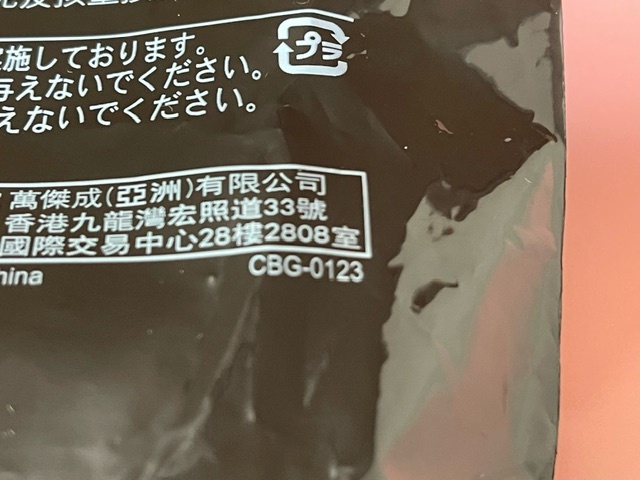 施しております。
与えないでください。
えないでください。
プラ
萬傑成(亞洲)有限公司
香港九龍灣宏照道33號
國際交易中心28樓2808室
hina
CBG-0123